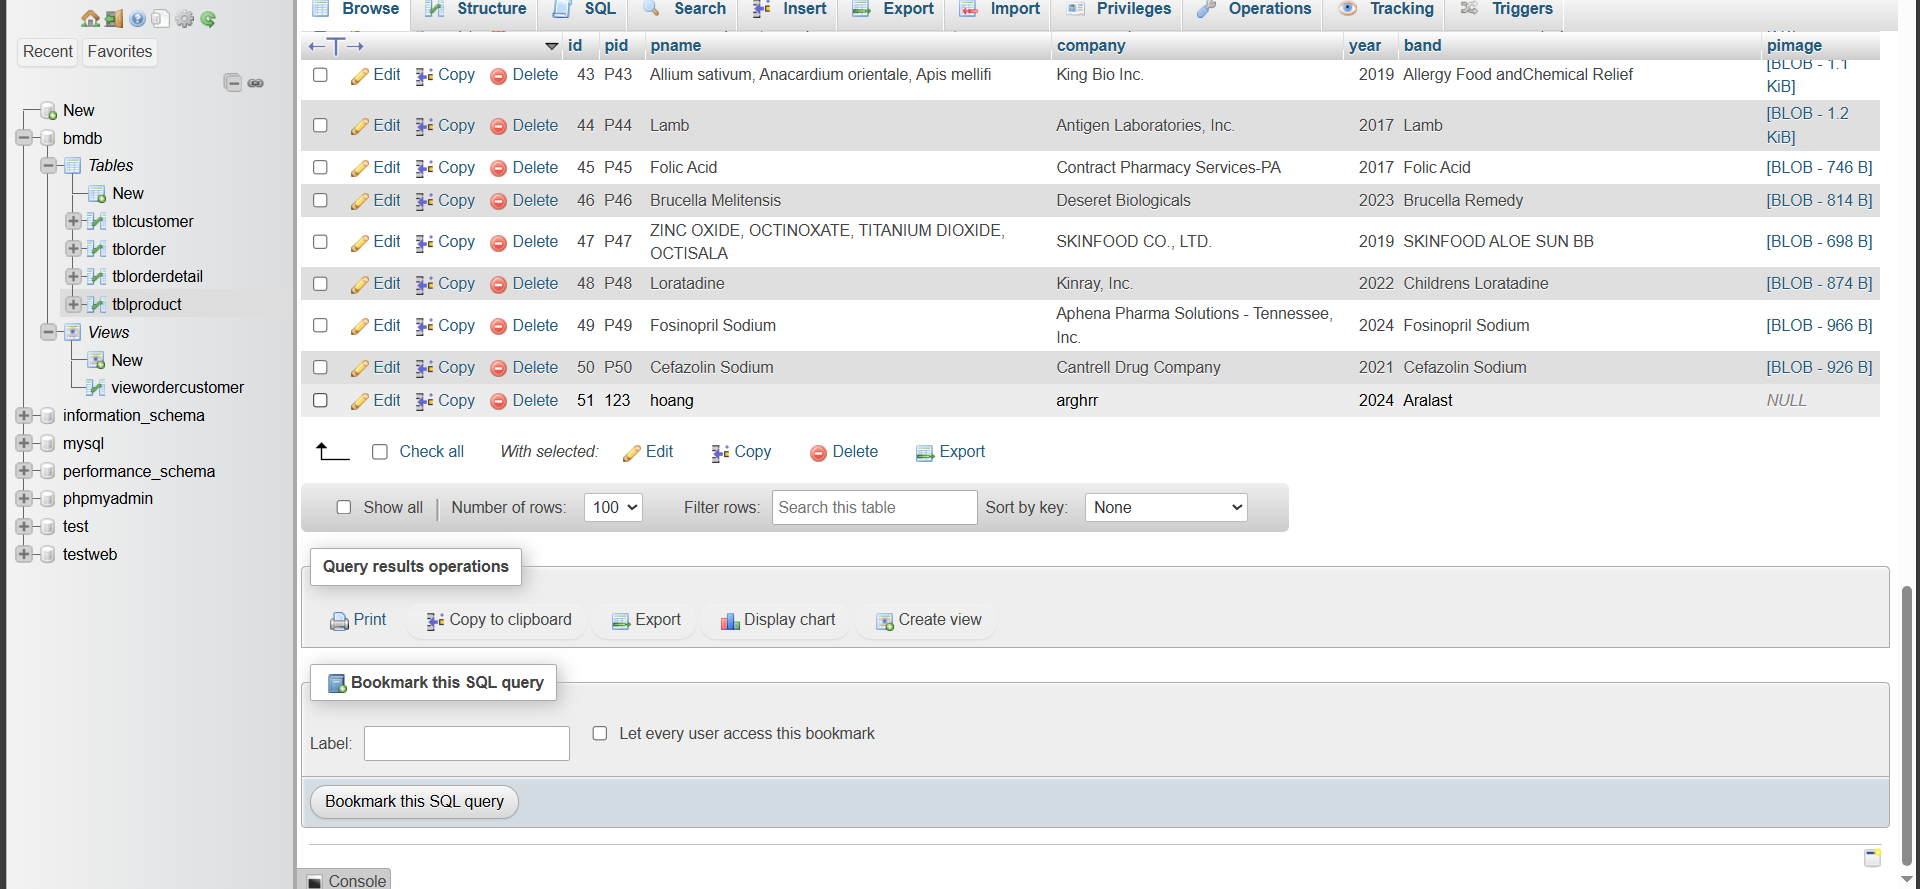 Browse Structure SQL Search Insert Export Import Privileges Operations Tracking Triggers
Recent Favorites
New
bmdb
Tables
New
tblcustomer
tblorder
tblorderdetail
tblproduct
Views
New
viewordercustomer
information_schema
mysql
performance_schema
phpmyadmin
test
testweb
←T→ id pid pname company year band pimage
Edit Copy Delete 43 P43 Allium sativum, Anacardium orientale, Apis mellifi King Bio Inc. 2019 Allergy Food andChemical Relief [BLOB - 1.1
KiB]
Edit Copy Delete 44 P44 Lamb Antigen Laboratories, Inc. 2017 Lamb [BLOB - 1.2
KiB]
Edit Copy Delete 45 P45 Folic Acid Contract Pharmacy Services-PA 2017 Folic Acid [BLOB - 746 B]
Edit Copy Delete 46 P46 Brucella Melitensis Deseret Biologicals 2023 Brucella Remedy [BLOB - 814 B]
Edit Copy Delete 47 P47 ZINC OXIDE, OCTINOXATE, TITANIUM DIOXIDE,
OCTISALA SKINFOOD CO., LTD. 2019 SKINFOOD ALOE SUN BB [BLOB - 698 B]
Edit Copy Delete 48 P48 Loratadine Kinray, Inc. 2022 Childrens Loratadine [BLOB - 874 B]
Edit Copy Delete 49 P49 Fosinopril Sodium Aphena Pharma Solutions - Tennessee,
Inc. 2024 Fosinopril Sodium [BLOB - 966 B]
Edit Copy Delete 50 P50 Cefazolin Sodium Cantrell Drug Company 2021 Cefazolin Sodium [BLOB - 926 B]
Edit Copy Delete 51 123 hoang arghrr 2024 Aralast NULL
Check all With selected: Edit Copy Delete Export
Show all Number of rows: 100 Filter rows: Search this table Sort by key: None
Query results operations
Print Copy to clipboard Export Display chart Create view
Bookmark this SQL query
Label: Let every user access this bookmark
Bookmark this SQL query
Console